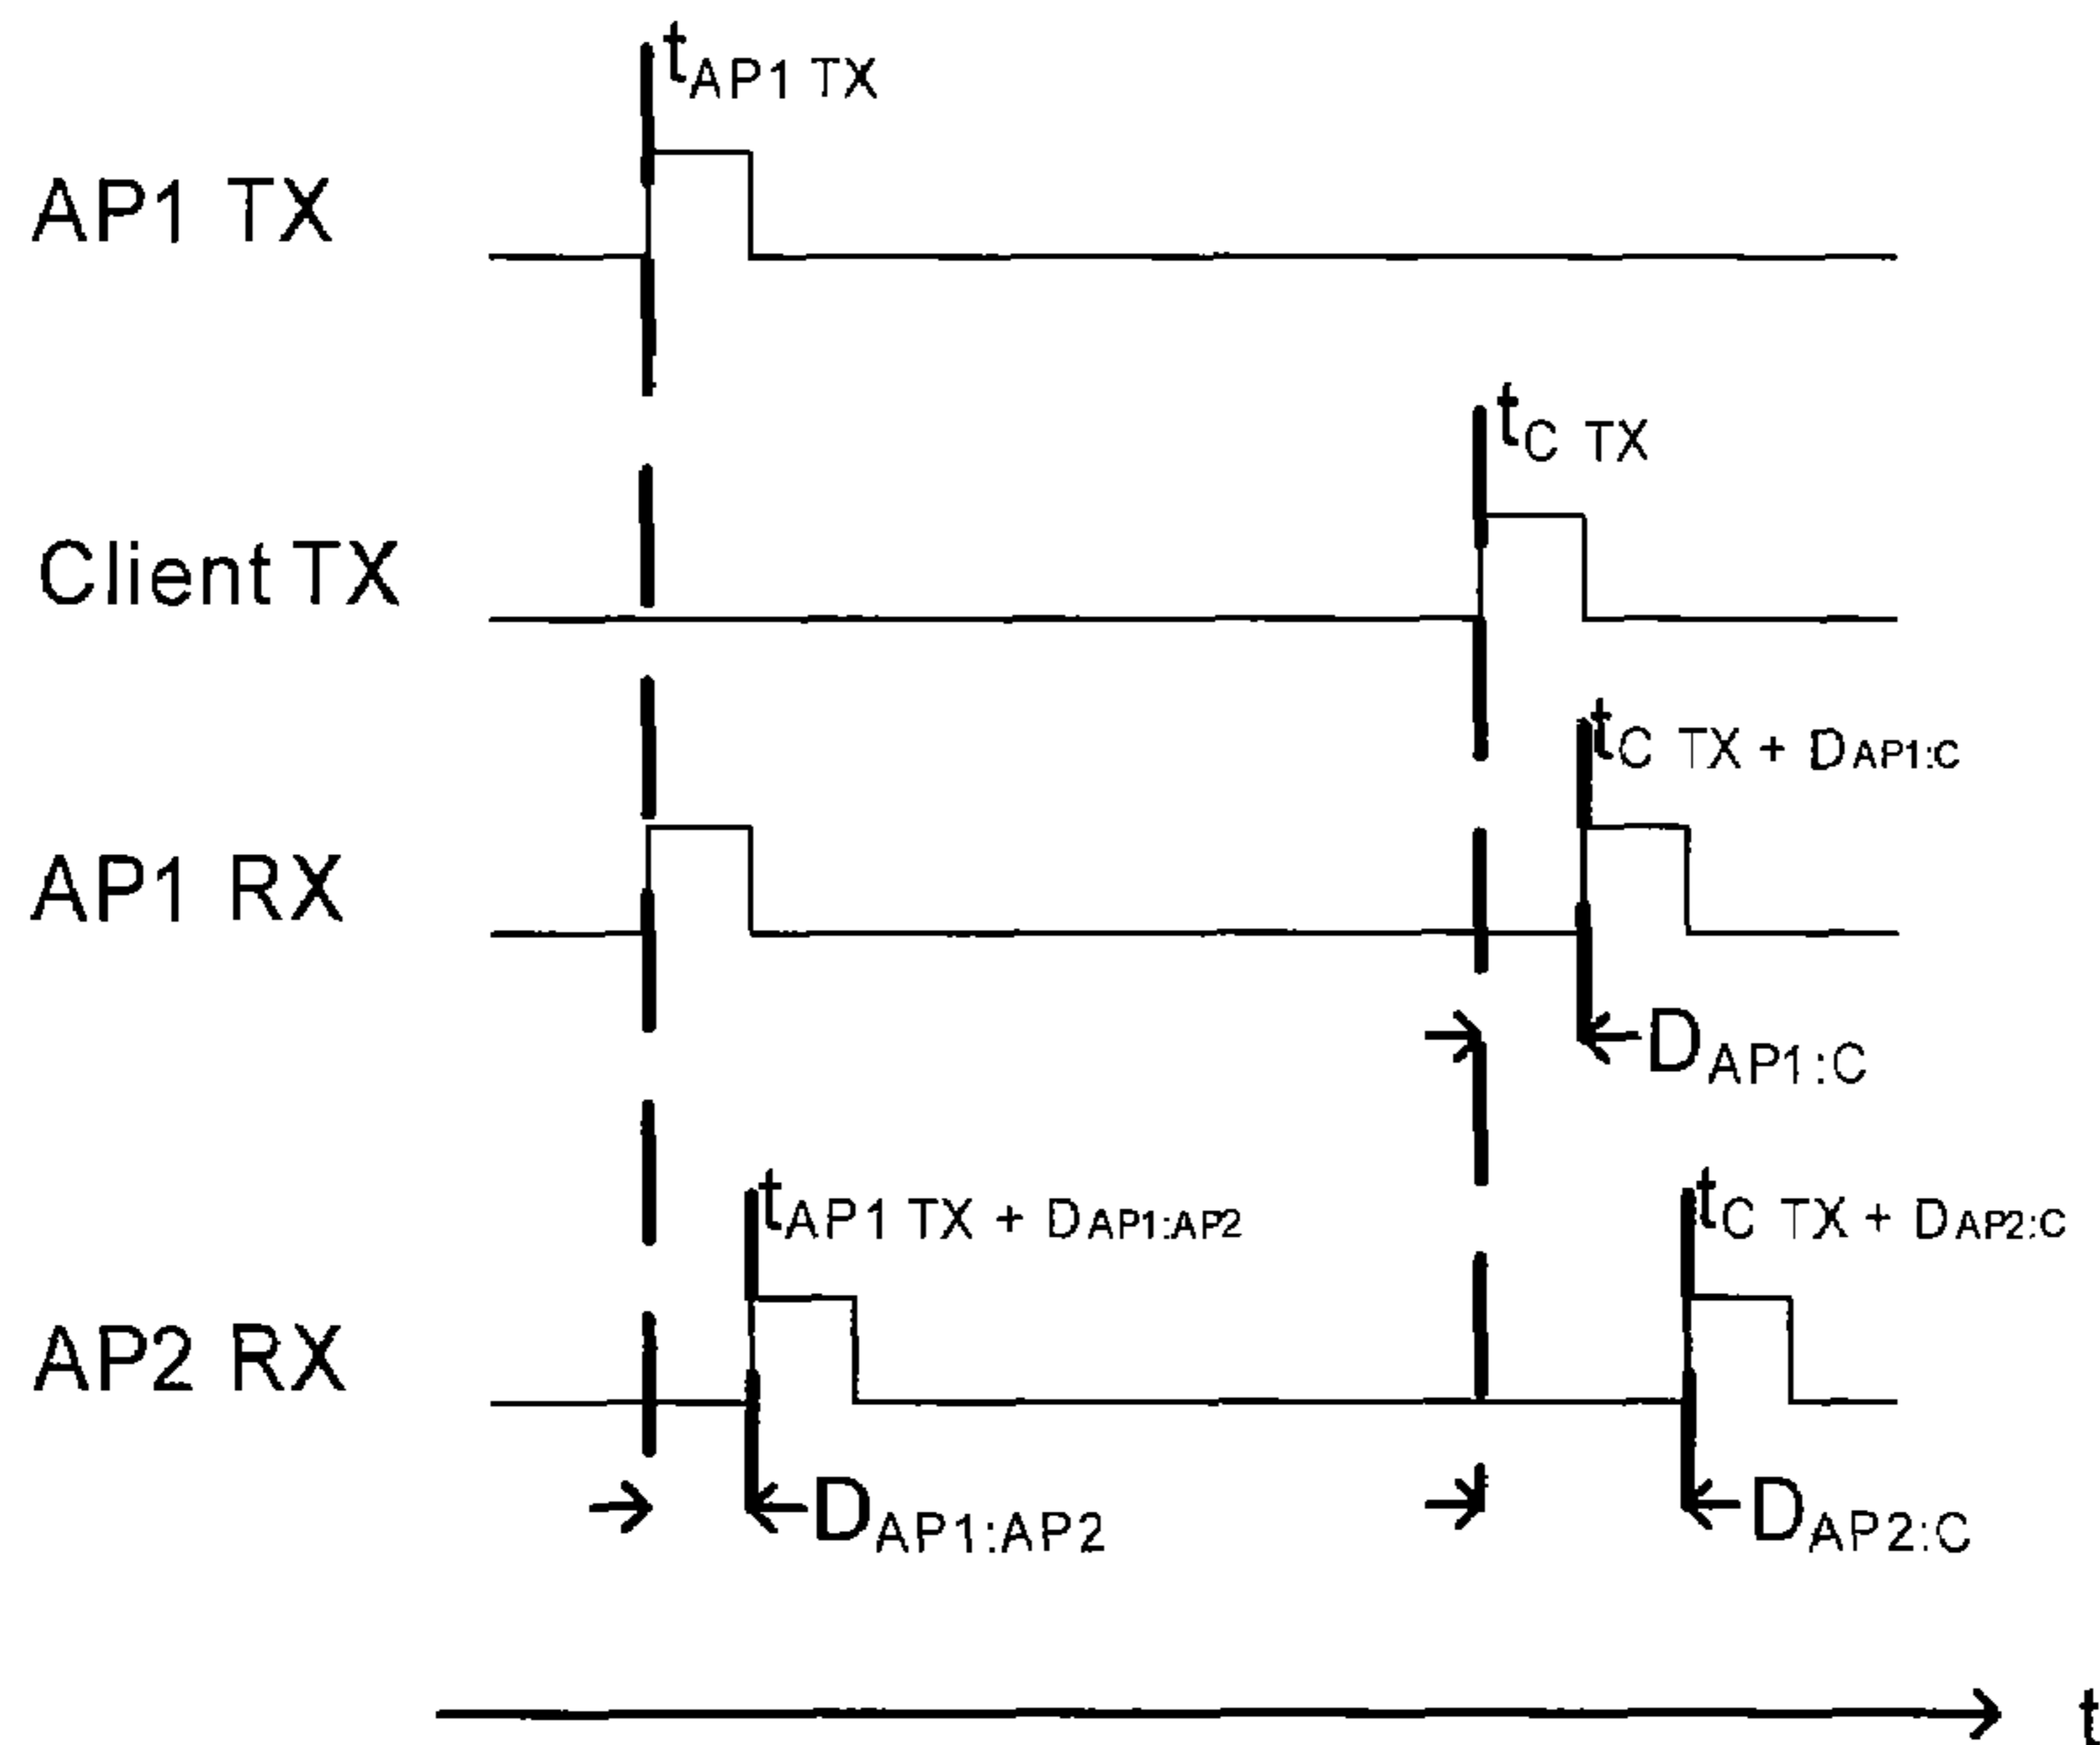 tAP1 TX
AP1 TX
tC TX
Client TX
tC TX + DAP1:C
AP1 RX
DAP1:C
tAP1 TX + DAP1:AP2
tC TX + DAP2:C
AP2 RX
DAP1:AP2
DAP2:C
t